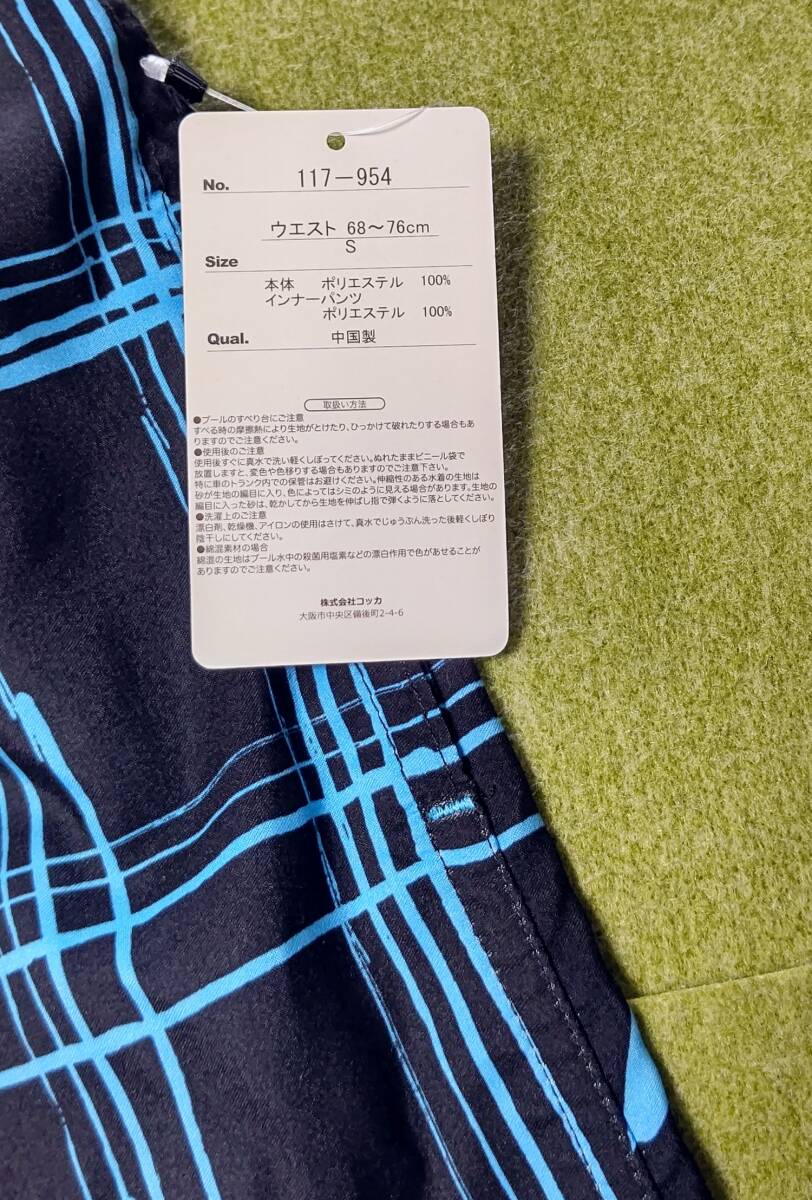 No. 117-954
ウエスト 68〜76cm
S
Size
本体 ポリエステル 100%
インナーパンツ
ポリエステル 100%
Qual. 中国製
取扱い方法
●プールのすべり台にご注意
すべる時の摩擦熱により生地がとけたり、ひっかけて破れたりする場合もあ
りますのでご注意ください。
●使用後のご注意
使用後すぐに真水で洗い軽くしぼってください。ぬれたままビニール袋で
放置しますと、変色や色移りする場合もありますのでご注意下さい。
特に車のトランク内での保管はお避けください。伸縮性のある水着の生地は
砂が生地の編目に入り、色によってはシミのように見える場合があります。生地の
編目に入った砂は、乾かしてから生地を伸ばし指で弾くように落としてください。
●洗濯上のご注意
漂白剤、乾燥機、アイロンの使用はさけて、真水でじゅうぶん洗った後軽くしぼり
陰干しにしてください。
●綿混素材の場合
綿混の生地はプール水中の殺菌用塩素などの漂白作用で色があせることが
ありますのでご注意ください。
株式会社コッカ
大阪市中央区備後町2-4-6